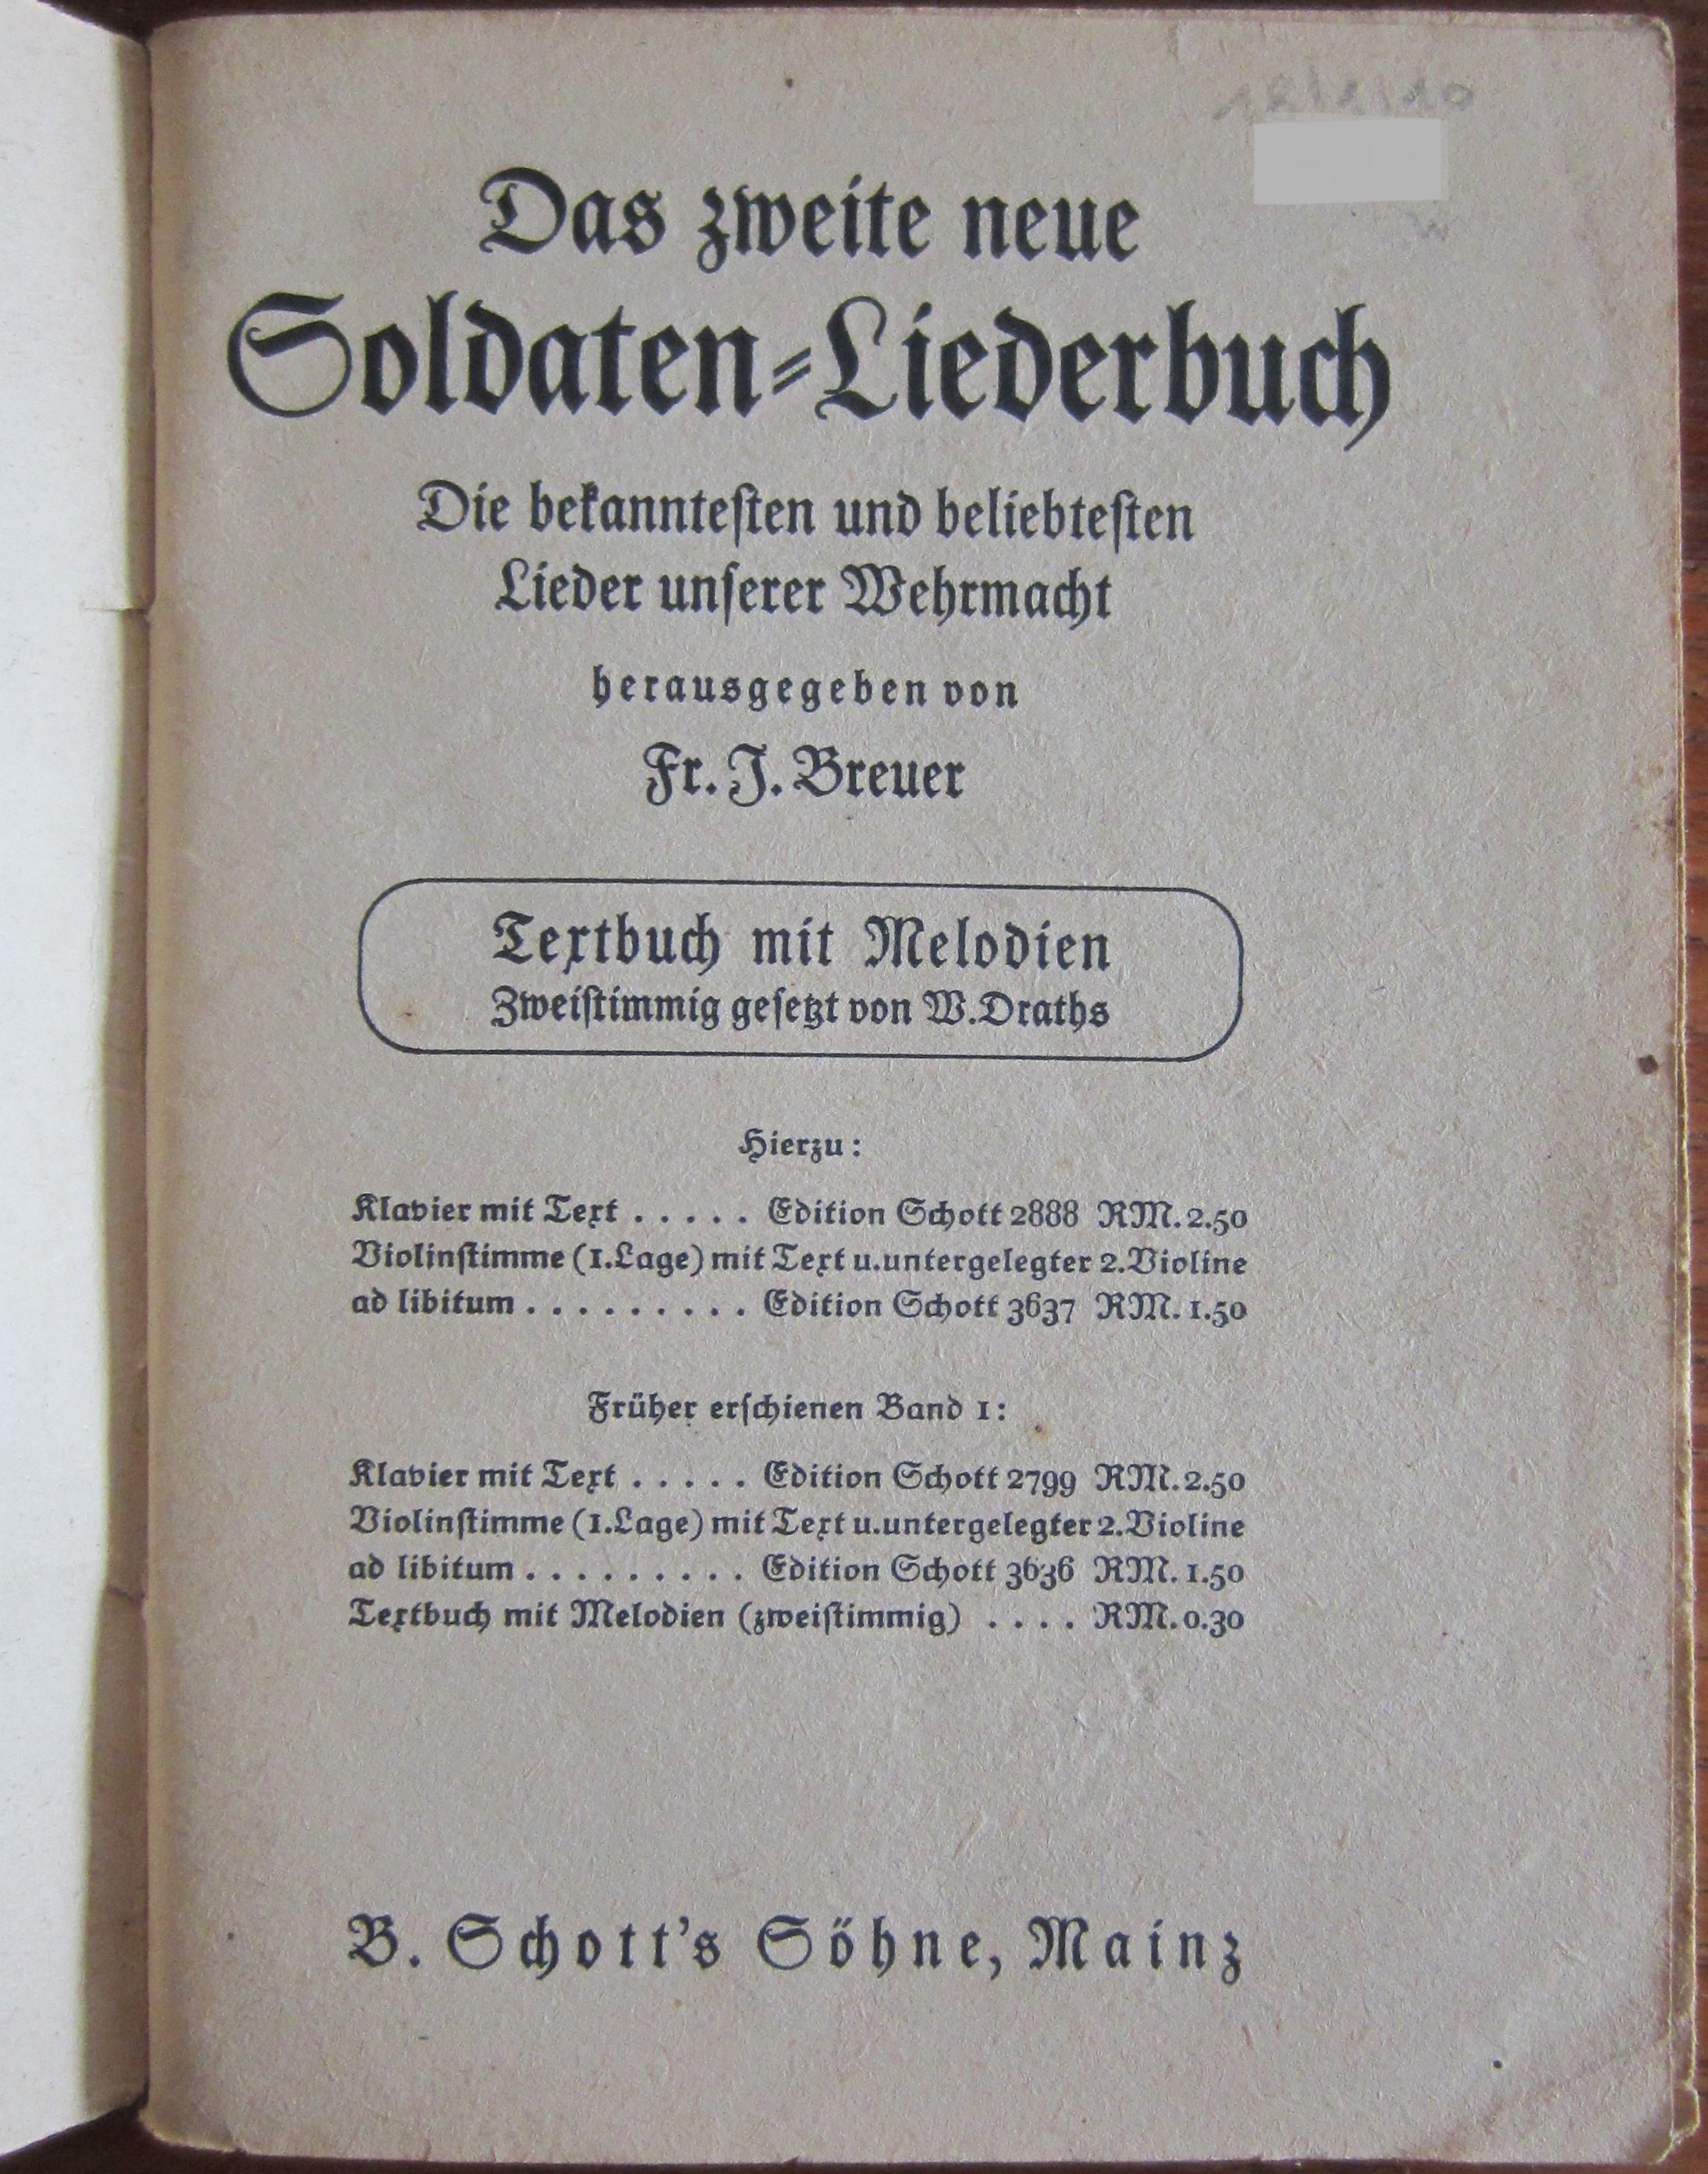 Das zweite neue
Soldaten-Liederbuch
Die bekanntesten und beliebtesten
Lieder unserer Wehrmacht
herausgegeben von
Fr. J. Breuer
Textbuch mit Melodien
Zweistimmig gesetzt von W. Draths
Hierzu:
Klavier mit Text . . . . . Edition Schott 2888 RM. 2.50
Violinstimme (1. Lage) mit Text u. untergelegter 2. Violine
ad libitum . . . . . . . . . . Edition Schott 3637 RM. 1.50
Früher erschienen Band 1:
Klavier mit Text . . . . . Edition Schott 2799 RM. 2.50
Violinstimme (1. Lage) mit Text u. untergelegter 2. Violine
ad libitum . . . . . . . . . . Edition Schott 3636 RM. 1.50
Textbuch mit Melodien (zweistimmig) . . . . RM. 0.30
B. Schott's Söhne, Mainz